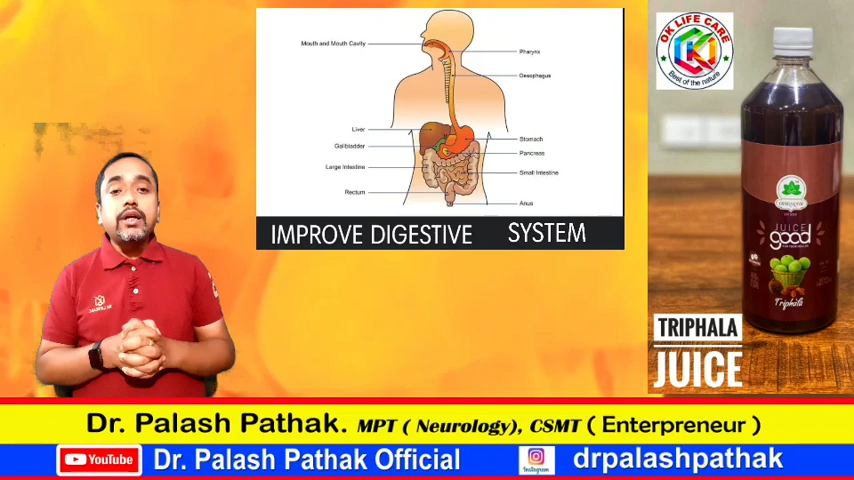 Mouth and Mouth Cavity
Pharynx
Oesophagus
Liver
Gallbladder
Large Intestine
Rectum
Stomach
Pancreas
Small Intestine
Anus
IMPROVE DIGESTIVE SYSTEM
OK LIFE CARE
Best of the nature
JUICE
good
Triphala
TRIPHALA
JUICE
Dr. Palash Pathak. MPT ( Neurology), CSMT ( Enterpreneur )
YouTube Dr. Palash Pathak Official
Instagram drpalashpathak